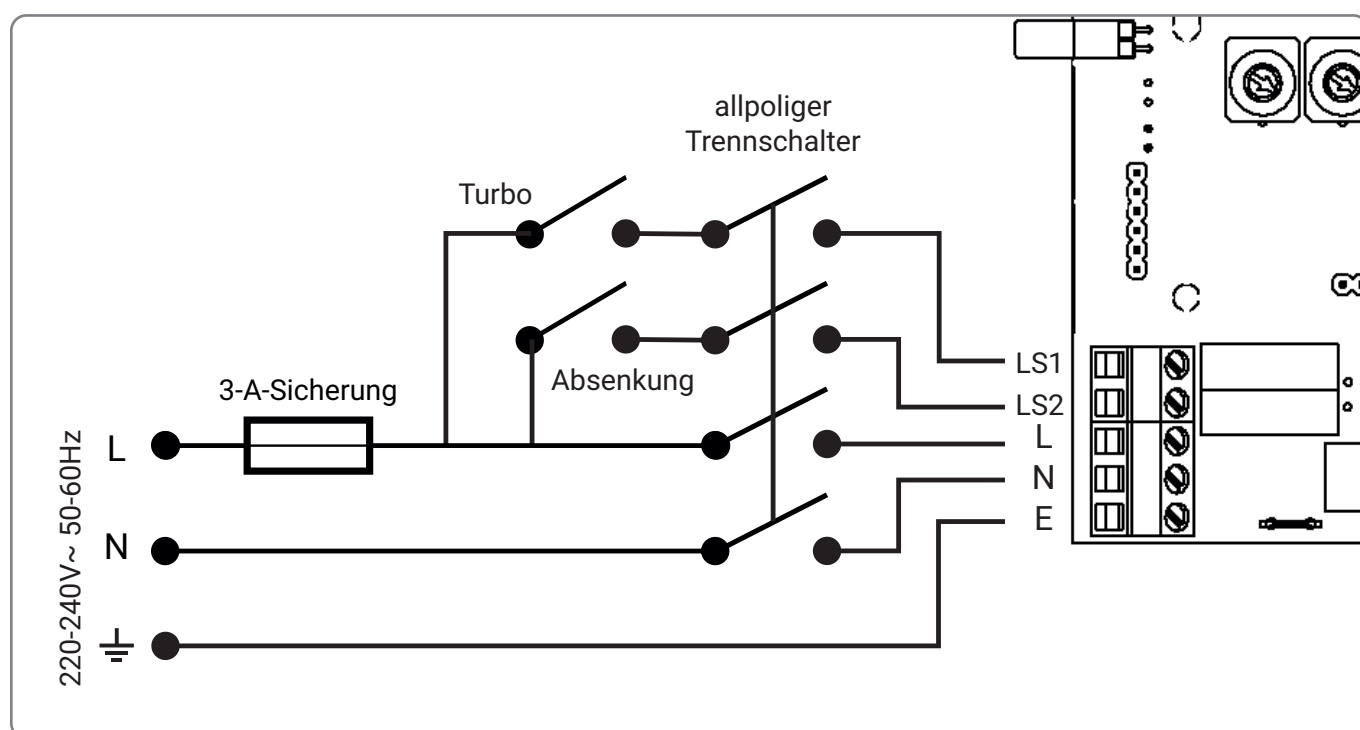 allpoliger
Trennschalter
Turbo
Absenkung
3-A-Sicherung
L
N
220-240V~ 50-60Hz
LS1
LS2
L
N
E